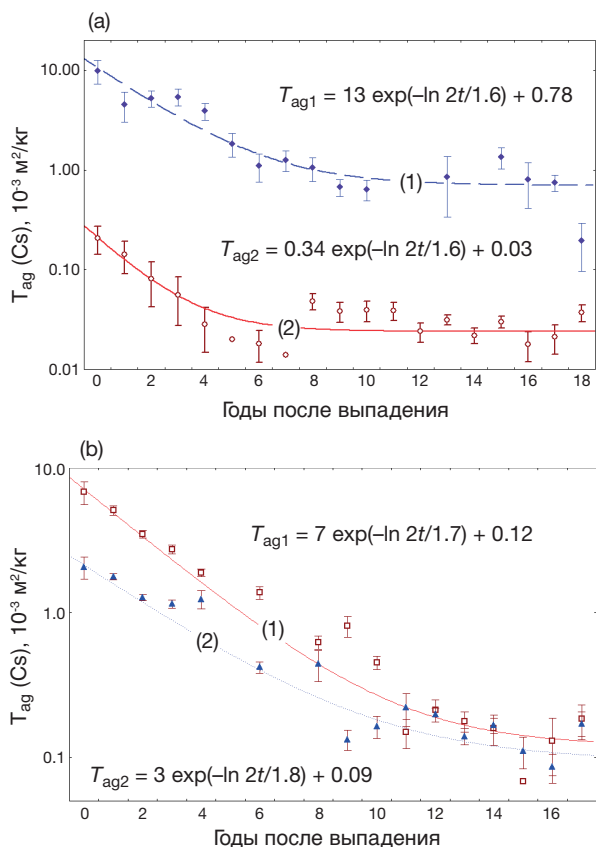 (a)
T_ag (Cs), 10⁻³ м²/кг
10.00
1.00
0.10
0.01
T_ag1 = 13 exp(–ln 2t/1.6) + 0.78
(1)
T_ag2 = 0.34 exp(–ln 2t/1.6) + 0.03
(2)
0 2 4 6 8 10 12 14 16 18
Годы после выпадения
(b)
T_ag (Cs), 10⁻³ м²/кг
10.0
1.0
0.1
T_ag1 = 7 exp(–ln 2t/1.7) + 0.12
(1)
(2)
T_ag2 = 3 exp(–ln 2t/1.8) + 0.09
0 2 4 6 8 10 12 14 16
Годы после выпадения